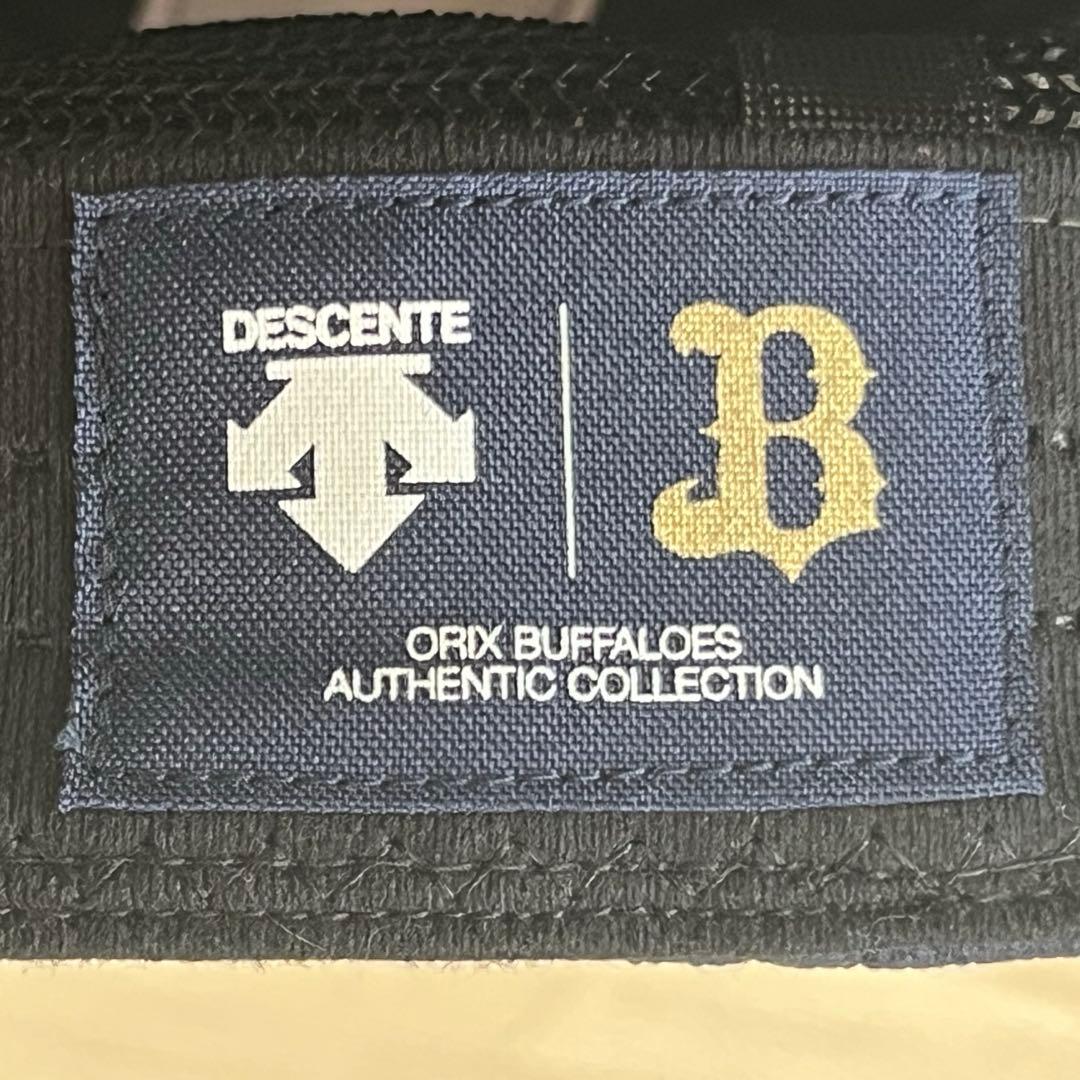 DESCENTE
B
ORIX BUFFALOES
AUTHENTIC COLLECTION